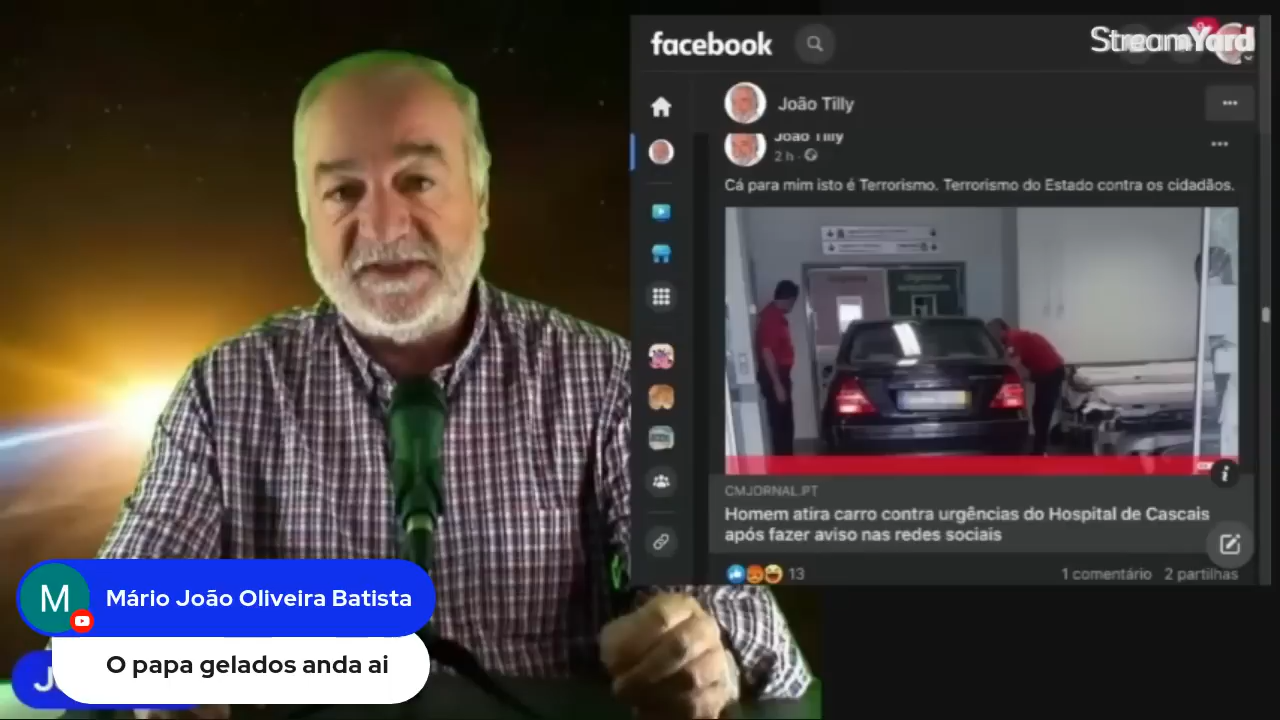 facebook
StreamYard
João Tilly
João Tilly
2 h
Cá para mim isto é Terrorismo. Terrorismo do Estado contra os cidadãos.
CMJORNAL.PT
Homem atira carro contra urgências do Hospital de Cascais
após fazer aviso nas redes sociais
13
1 comentário 2 partilhas
M
Mário João Oliveira Batista
O papa gelados anda ai